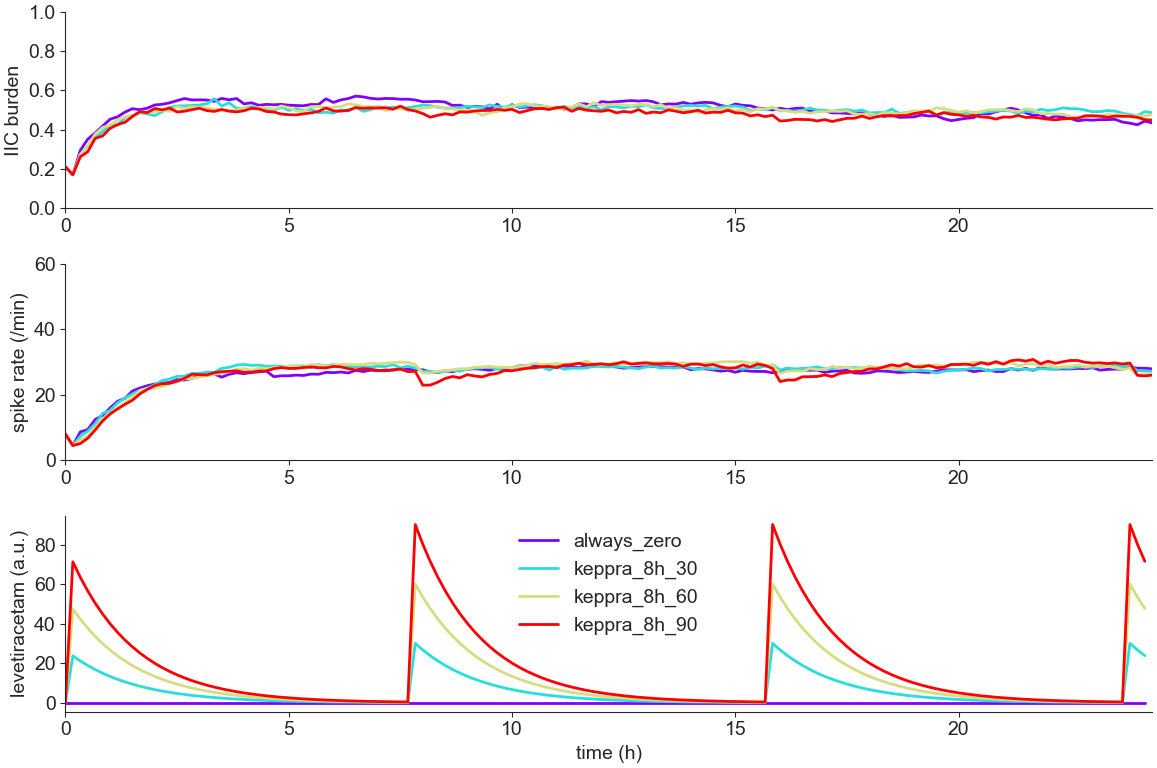 1.0
0.8
0.6
0.4
0.2
0.0
IIC burden
0 5 10 15 20
60
40
20
0
spike rate (/min)
0 5 10 15 20
80
60
40
20
0
levetiracetam (a.u.)
always_zero
keppra_8h_30
keppra_8h_60
keppra_8h_90
0 5 10 15 20
time (h)